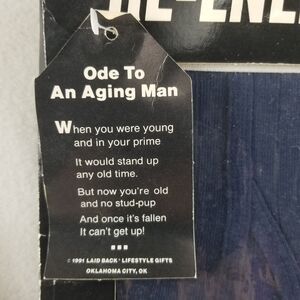 Ode To
An Aging Man
When you were young
and in your prime
It would stand up
any old time.
But now you're old
and no stud-pup
And once it's fallen
It can't get up!
© 1991 LAID BACK® LIFESTYLE GIFTS
OKLAHOMA CITY, OK